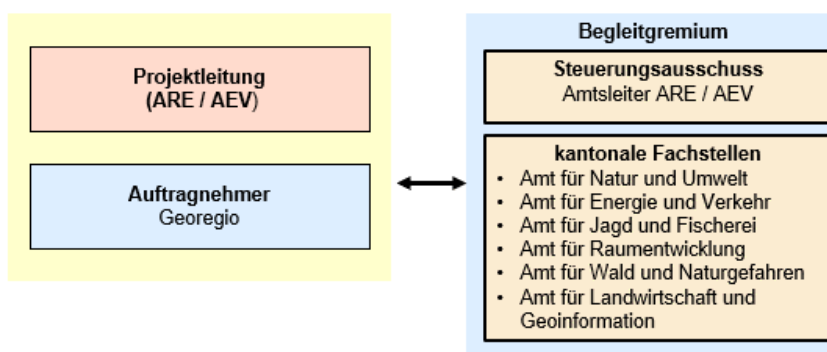 Projektleitung
(ARE / AEV)
Auftragnehmer
Georegio
Begleitgremium
Steuerungsausschuss
Amtsleiter ARE / AEV
kantonale Fachstellen
• Amt für Natur und Umwelt
• Amt für Energie und Verkehr
• Amt für Jagd und Fischerei
• Amt für Raumentwicklung
• Amt für Wald und Naturgefahren
• Amt für Landwirtschaft und
Geoinformation